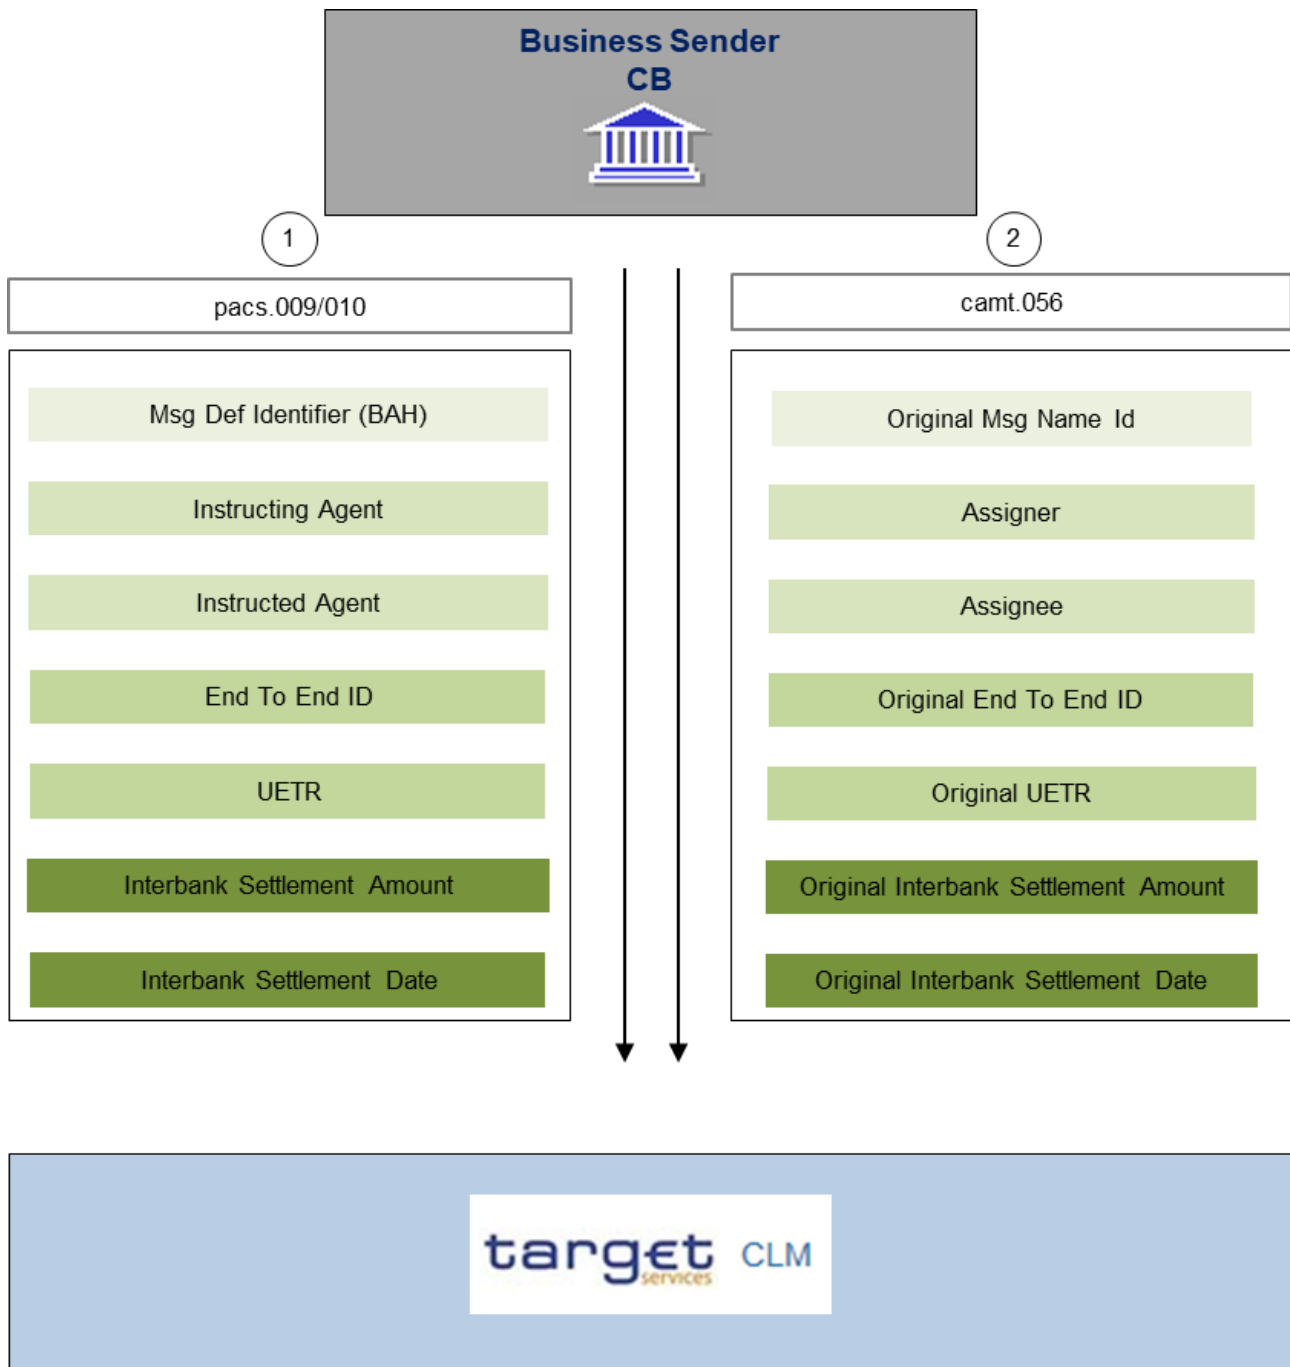 Business Sender
CB
1
2
pacs.009/010
camt.056
Msg Def Identifier (BAH)
Instructing Agent
Instructed Agent
End To End ID
UETR
Interbank Settlement Amount
Interbank Settlement Date
Original Msg Name Id
Assigner
Assignee
Original End To End ID
Original UETR
Original Interbank Settlement Amount
Original Interbank Settlement Date
target services CLM